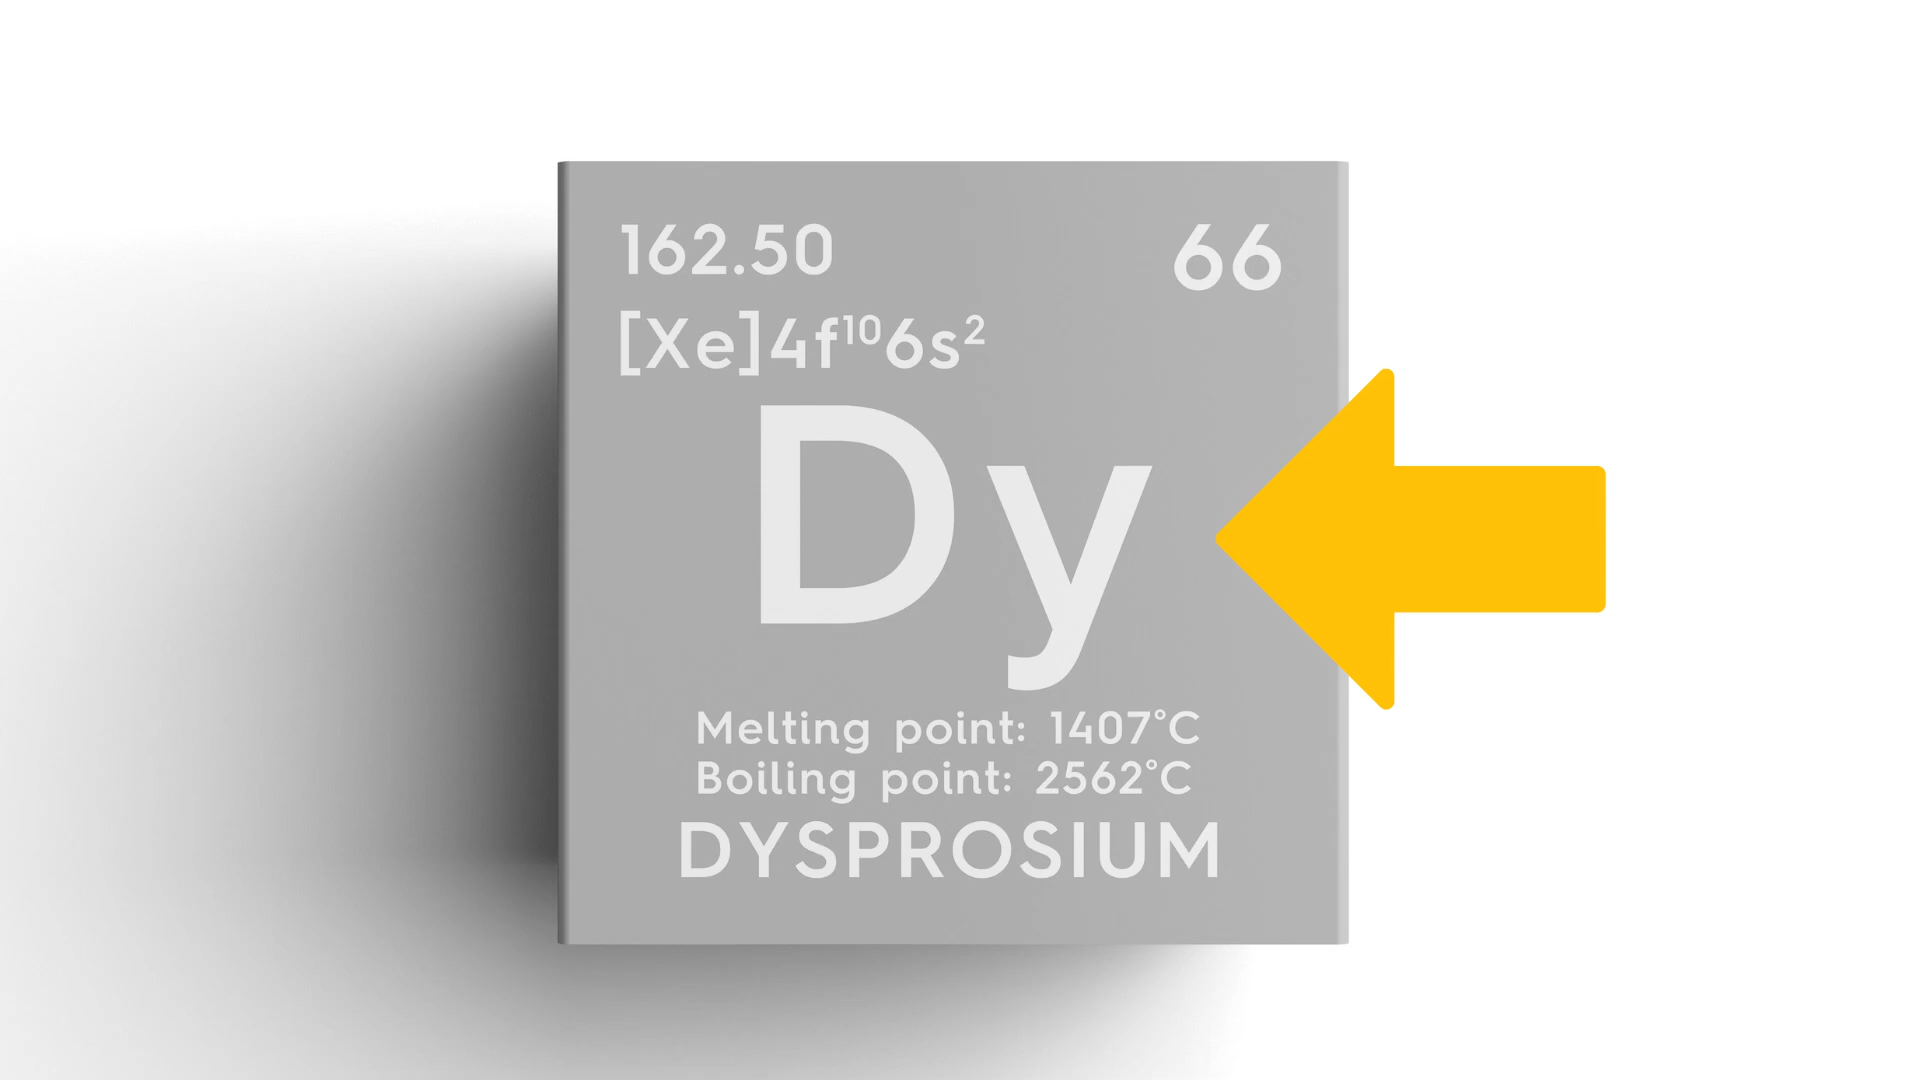 162.50 66
[Xe]4f¹⁰6s²
Dy
Melting point: 1407°C
Boiling point: 2562°C
DYSPROSIUM